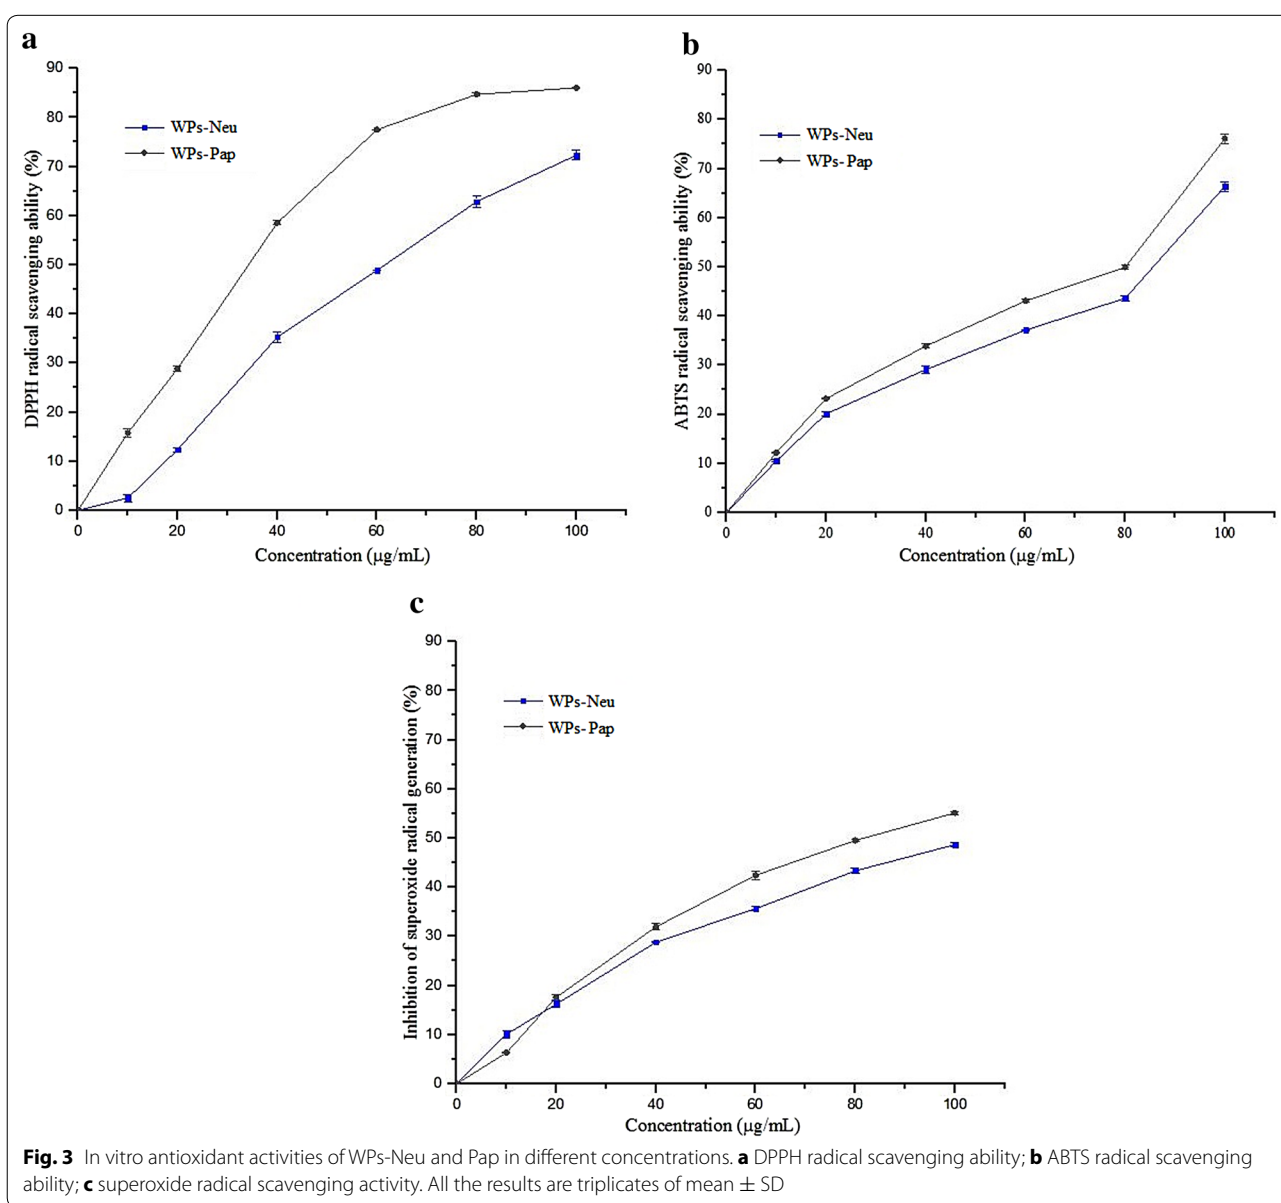 a
90
80
70
60
50
40
30
20
10
0
DPPH radical scavenging ability (%)
WPs-Neu
WPs-Pap
0 20 40 60 80 100
Concentration (μg/mL)
b
90
80
70
60
50
40
30
20
10
0
ABTS radical scavenging ability (%)
WPs-Neu
WPs-Pap
0 20 40 60 80 100
Concentration (μg/mL)
c
90
80
70
60
50
40
30
20
10
0
Inhibition of superoxide radical generation (%)
WPs-Neu
WPs-Pap
0 20 40 60 80 100
Concentration (μg/mL)
Fig. 3 In vitro antioxidant activities of WPs-Neu and Pap in different concentrations. a DPPH radical scavenging ability; b ABTS radical scavenging
ability; c superoxide radical scavenging activity. All the results are triplicates of mean ± SD